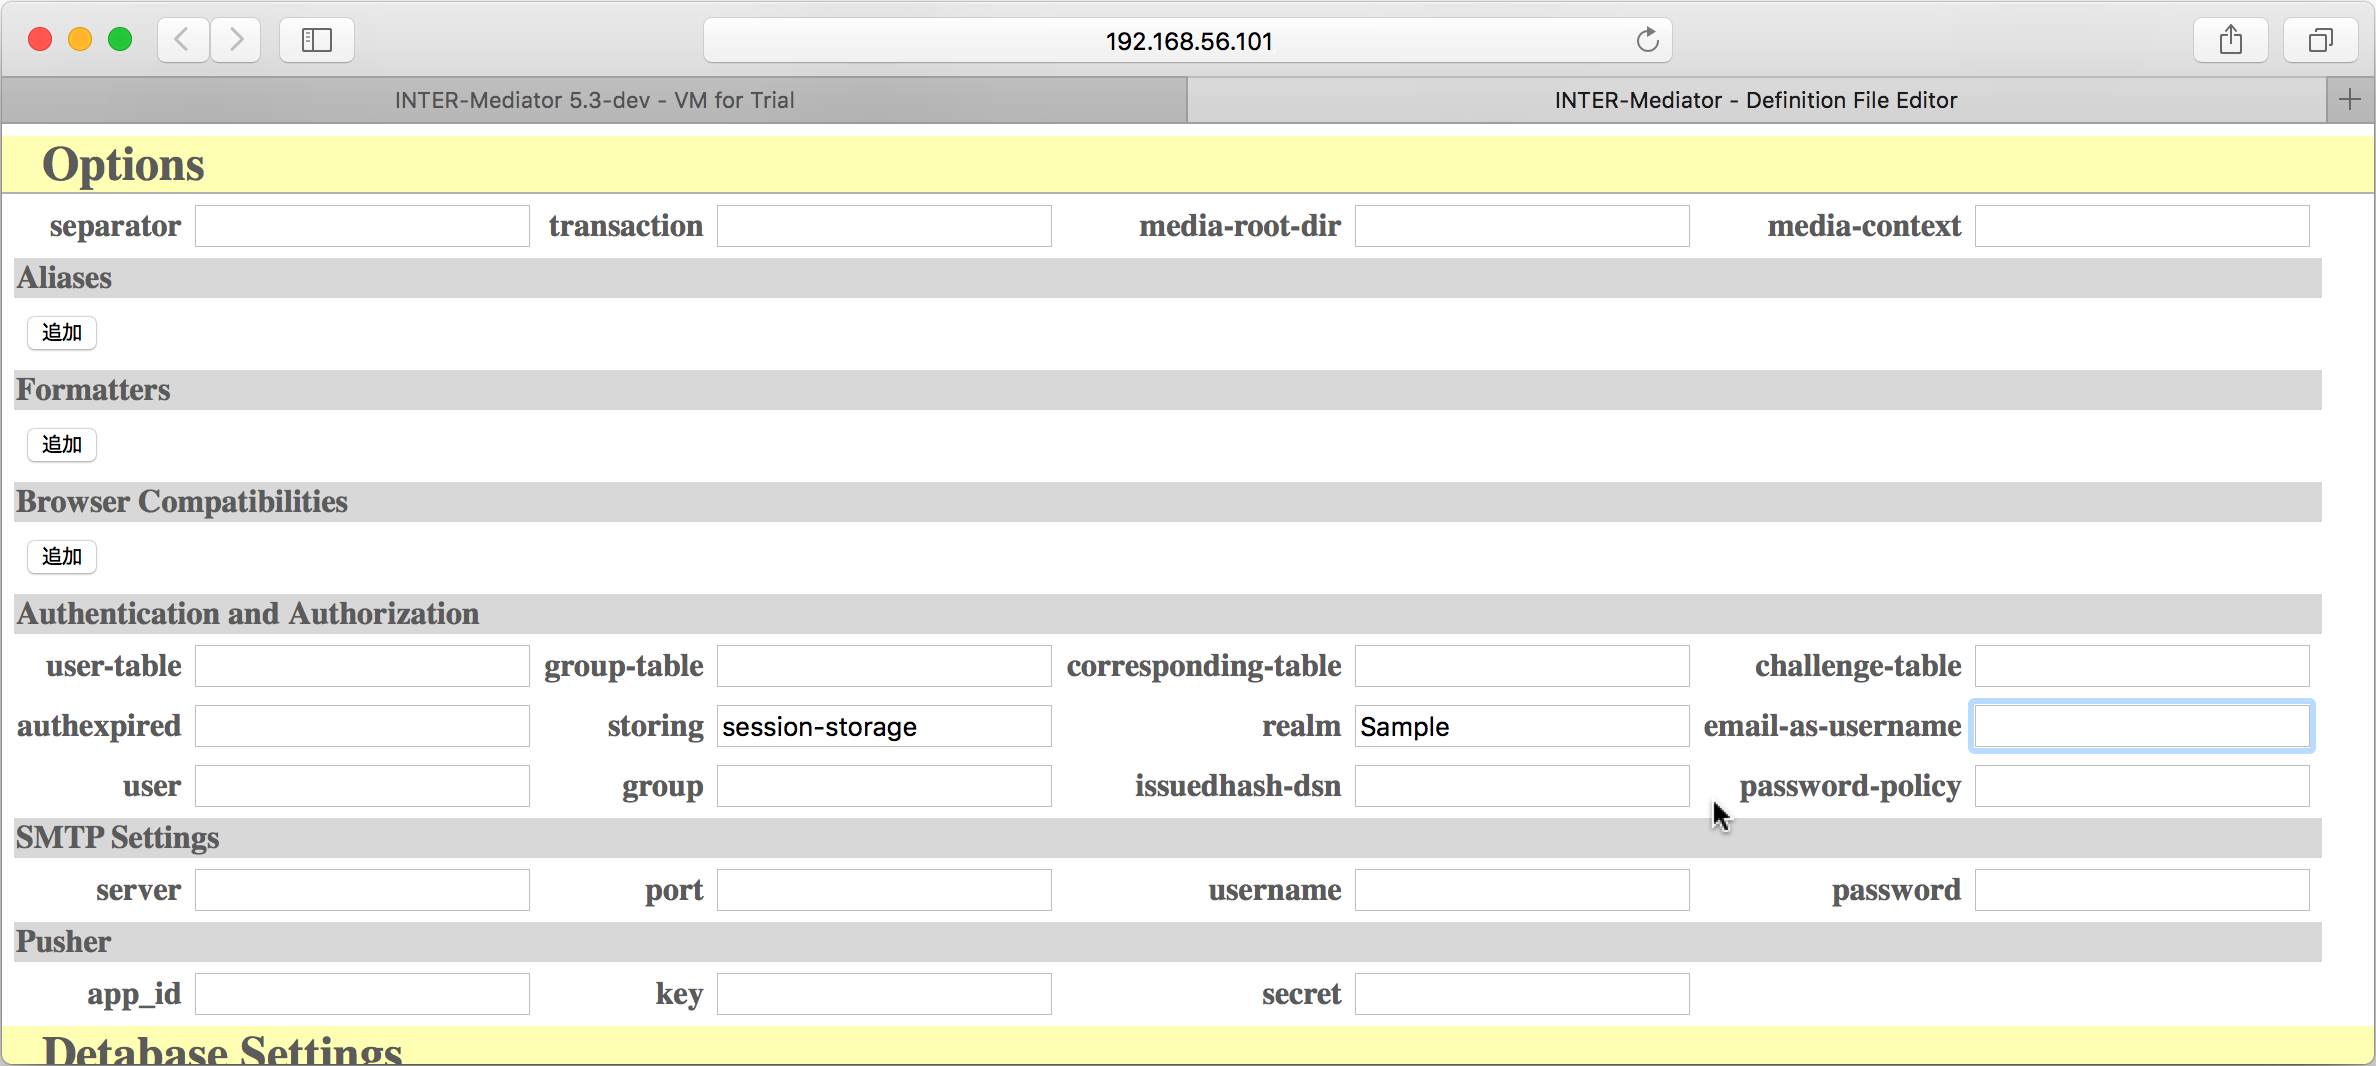 192.168.56.101
INTER-Mediator 5.3-dev - VM for Trial INTER-Mediator - Definition File Editor
Options
separator transaction media-root-dir media-context
Aliases
追加
Formatters
追加
Browser Compatibilities
追加
Authentication and Authorization
user-table group-table corresponding-table challenge-table
authexpired storing session-storage realm Sample email-as-username
user group issuedhash-dsn password-policy
SMTP Settings
server port username password
Pusher
app_id key secret
Detabase Settings